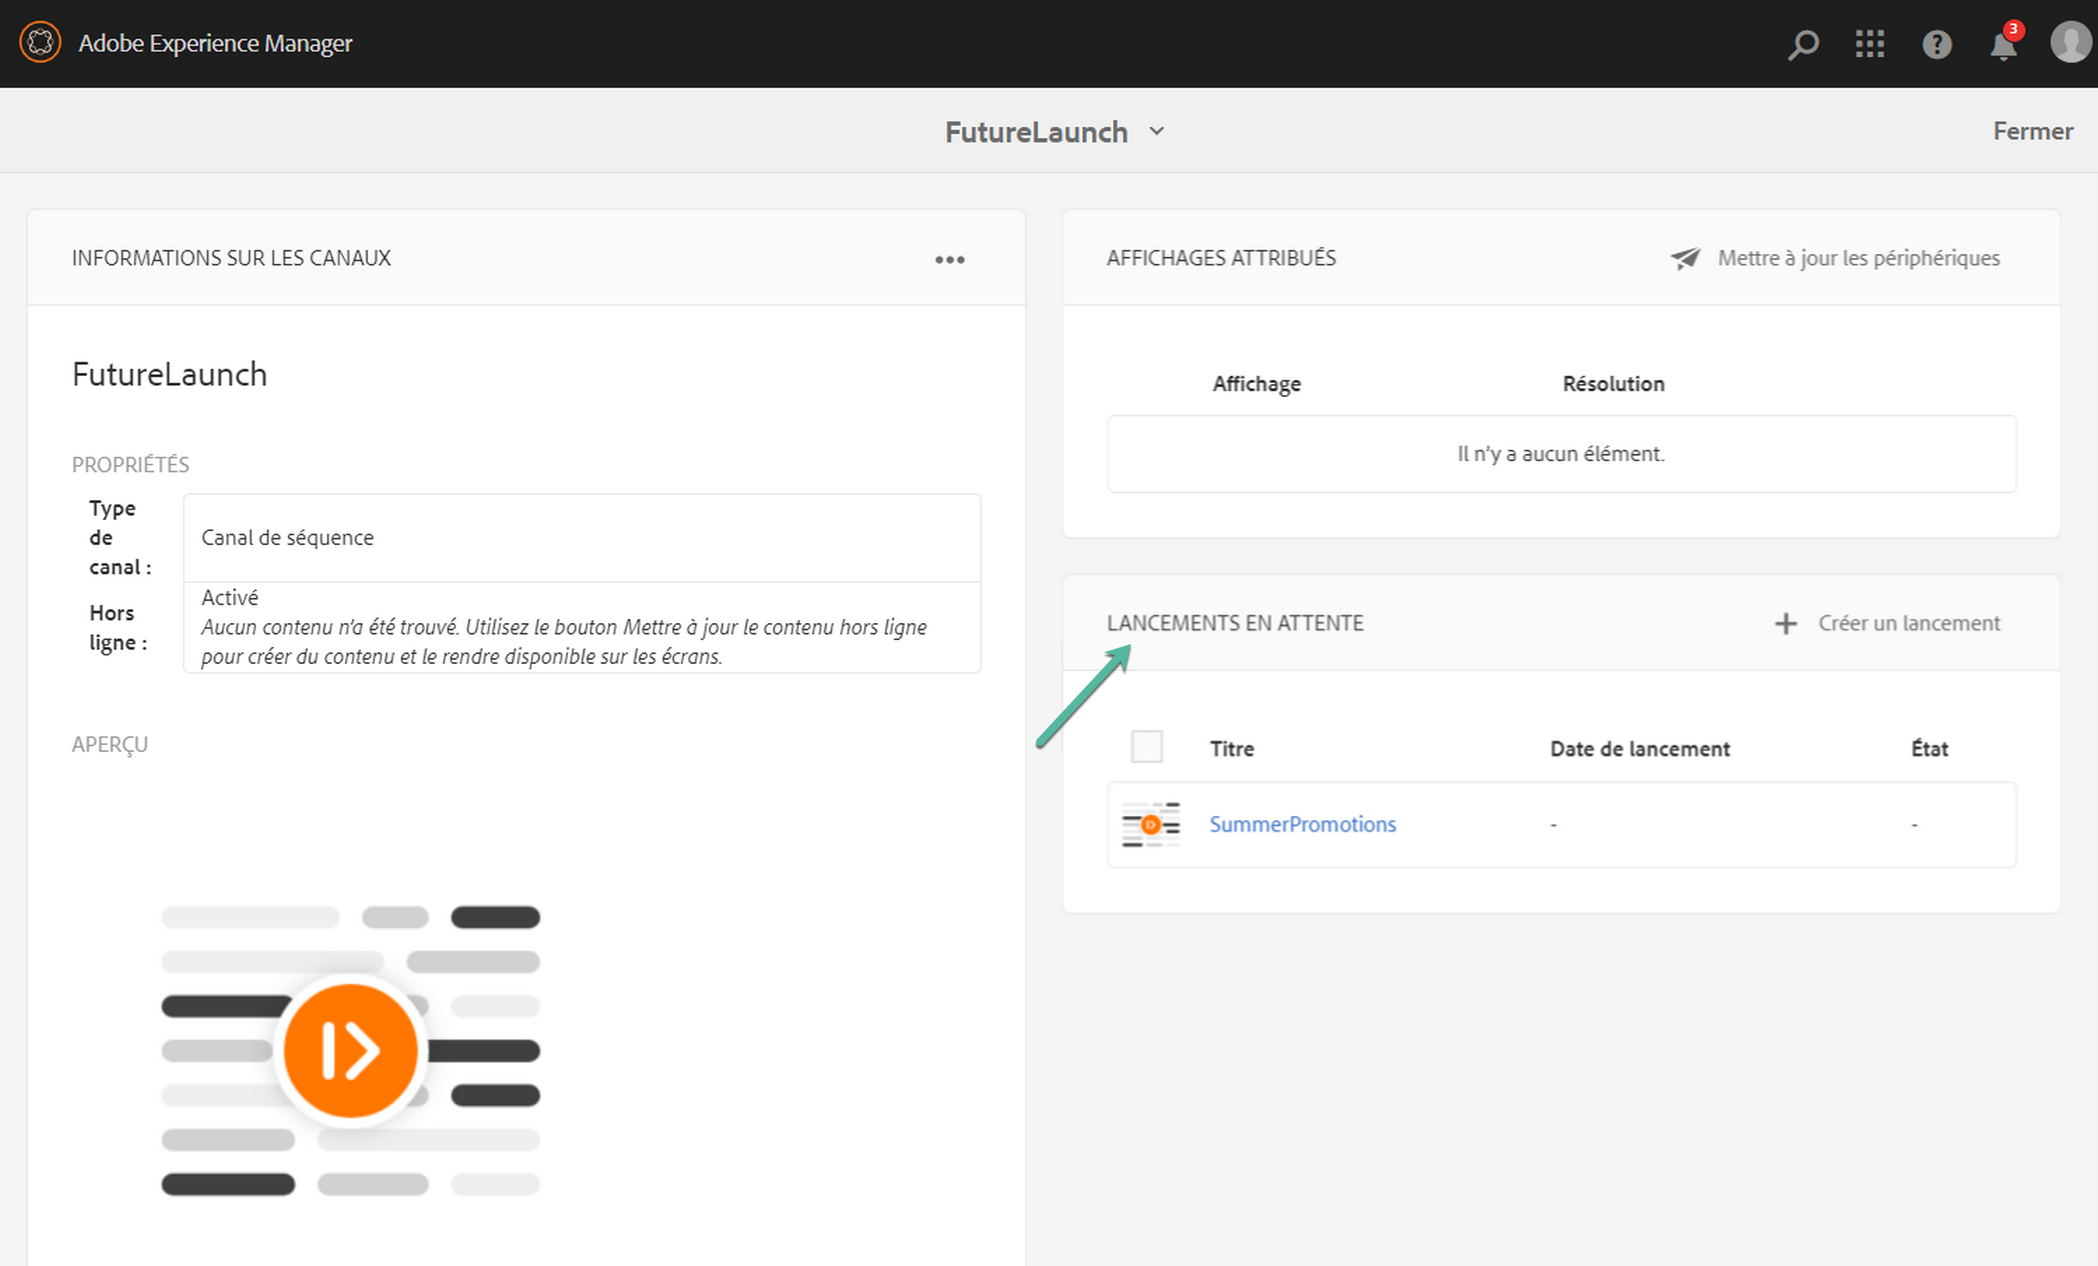 Adobe Experience Manager
3
FutureLaunch
Fermer
INFORMATIONS SUR LES CANAUX
FutureLaunch
PROPRIÉTÉS
Type de canal :
Canal de séquence
Hors ligne :
Activé
Aucun contenu n'a été trouvé. Utilisez le bouton Mettre à jour le contenu hors ligne
pour créer du contenu et le rendre disponible sur les écrans.
APERÇU
AFFICHAGES ATTRIBUÉS
Mettre à jour les périphériques
Affichage Résolution
Il n'y a aucun élément.
LANCEMENTS EN ATTENTE
Créer un lancement
Titre Date de lancement État
SummerPromotions - -